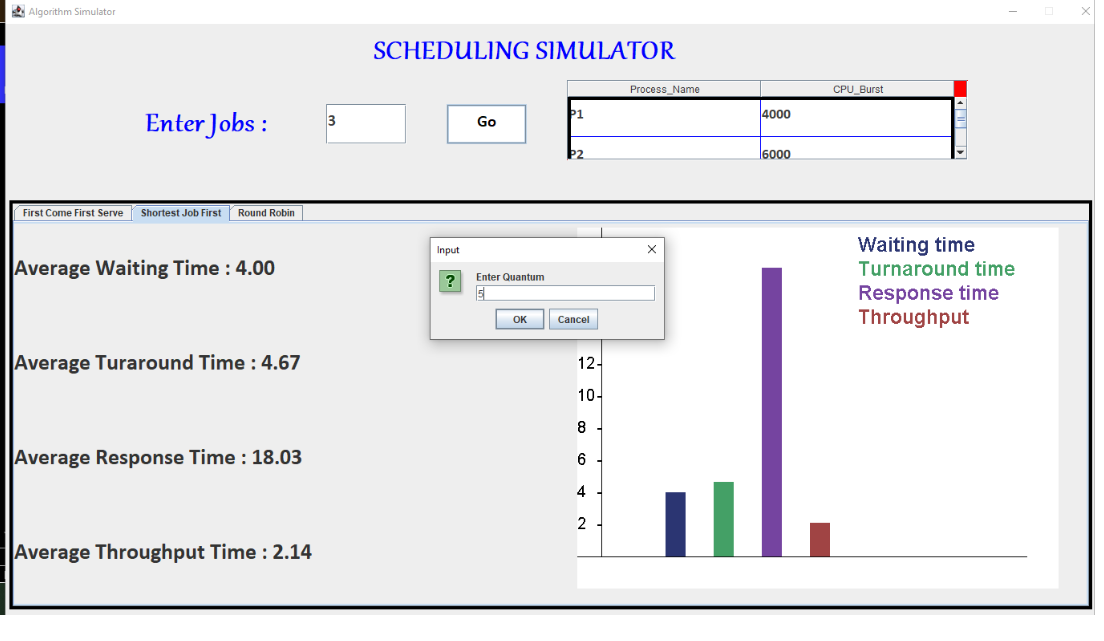 Algorithm Simulator
SCHEDULING SIMULATOR
Enter Jobs :
3
Go
Process_Name CPU_Burst
P1 4000
P2 6000
First Come First Serve Shortest Job First Round Robin
Average Waiting Time : 4.00
Average Turaround Time : 4.67
Average Response Time : 18.03
Average Throughput Time : 2.14
Input
Enter Quantum
5
OK Cancel
Waiting time
Turnaround time
Response time
Throughput
12
10
8
6
4
2